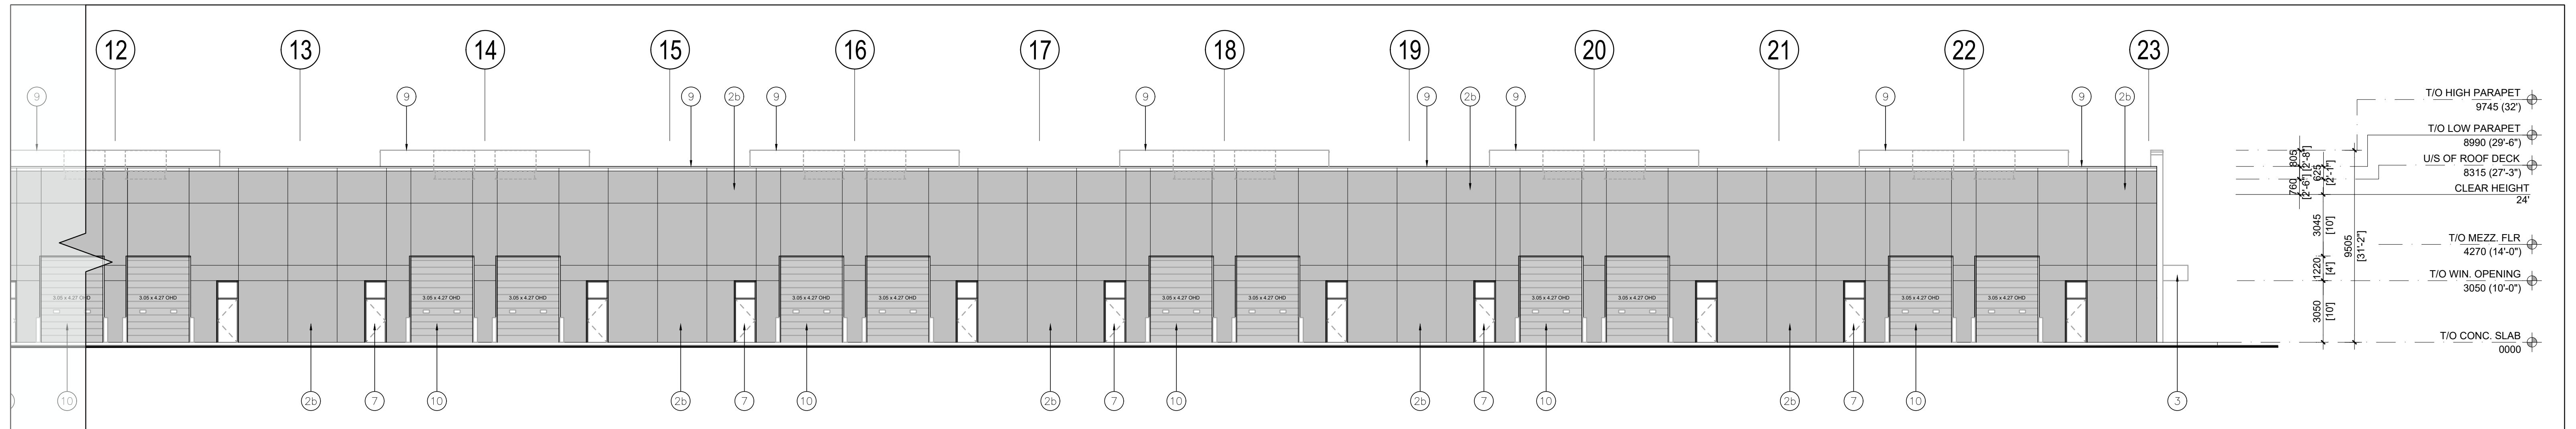 12 13 14 15 16 17 18 19 20 21 22 23
9 9 9 2b 9 9 9 2b 9 9 9 2b
T/O HIGH PARAPET
9745 (32')
T/O LOW PARAPET
8990 (29'-6")
U/S OF ROOF DECK
8315 (27'-3")
CLEAR HEIGHT
24'
T/O MEZZ. FLR
4270 (14'-0")
T/O WIN. OPENING
3050 (10'-0")
T/O CONC. SLAB
0000
805
[2'-8"]
760
[2'-6"]
625
[2'-1"]
3045
[10']
1220
[4']
3050
[10']
9505
[31'-2"]
3.05 x 4.27 OHD 3.05 x 4.27 OHD 3.05 x 4.27 OHD 3.05 x 4.27 OHD 3.05 x 4.27 OHD 3.05 x 4.27 OHD 3.05 x 4.27 OHD 3.05 x 4.27 OHD 3.05 x 4.27 OHD 3.05 x 4.27 OHD 3.05 x 4.27 OHD 3.05 x 4.27 OHD
10 2b 7 10 2b 7 10 2b 7 10 2b 7 10 2b 7 10 3